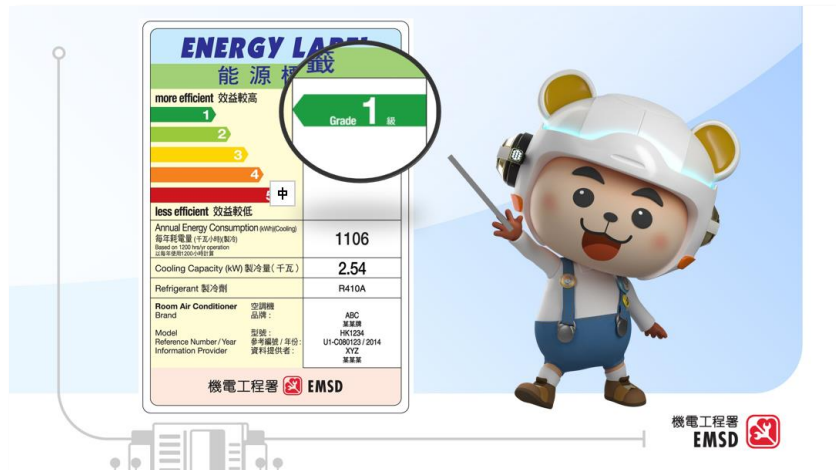 ENERGY LABEL
能源標籤
more efficient 效益較高
1
2
3
4
5
中
Grade 1 級
less efficient 效益較低
Annual Energy Consumption (kWh)(Cooling)
每年耗電量 (千瓦小時)(製冷)
Based on 1200 hrs/yr operation
以每年使用1200小時計算
1106
Cooling Capacity (kW) 製冷量 (千瓦)
2.54
Refrigerant 製冷劑
R410A
Room Air Conditioner 空調機
Brand 品牌 : ABC
某某牌
Model 型號 : HK1234
Reference Number / Year 參考編號 / 年份 : U1-C080123 / 2014
Information Provider 資料提供者 : XYZ
某某某
機電工程署 EMSD
機電工程署
EMSD